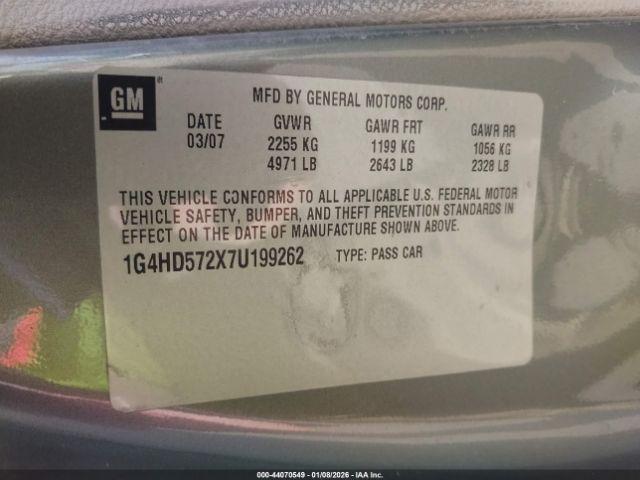 GM
MFD BY GENERAL MOTORS CORP.
DATE GVWR GAWR FRT GAWR RR
03/07 2255 KG 1199 KG 1056 KG
4971 LB 2643 LB 2328 LB
THIS VEHICLE CONFORMS TO ALL APPLICABLE U.S. FEDERAL MOTOR
VEHICLE SAFETY, BUMPER, AND THEFT PREVENTION STANDARDS IN
EFFECT ON THE DATE OF MANUFACTURE SHOWN ABOVE.
1G4HD572X7U199262 TYPE: PASS CAR
000-44070549 - 01/08/2026 - IAA Inc.